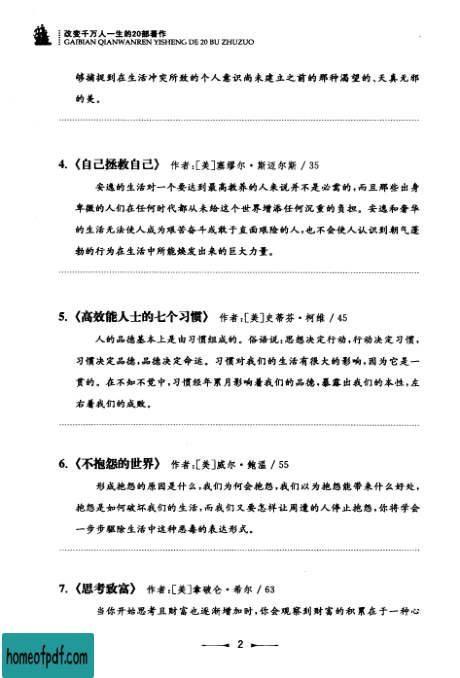 改变千万人一生的20部著作
GAIBIAN QIANWANREN YISHENG DE 20 BU ZHUZUO
够捕捉到在生活冲突所致的个人意识尚未建立之前的那种渴望的、天真无邪
的美。
4.《自己拯救自己》 作者:[美]塞缪尔·斯迈尔斯 / 35
安逸的生活对一个要达到最高教养的人来说并不是必需的,而且那些出身
卑微的人们在任何时代都从未给这个世界增添任何沉重的负担。安逸和奢华
的生活无法使人成为艰苦奋斗或敢于直面艰险的人,也不会使人认识到朝气蓬
勃的行为在生活中所能焕发出来的巨大力量。
5.《高效能人士的七个习惯》 作者:[美]史蒂芬·柯维 / 45
人的品德基本上是由习惯组成的。俗话说:思想决定行动,行动决定习惯,
习惯决定品德,品德决定命运。习惯对我们的生活有很大的影响,因为它是一
贯的。在不知不觉中,习惯经年累月影响着我们的品德,暴露出我们的本性,左
右着我们的成败。
6.《不抱怨的世界》 作者:[美]威尔·鲍温 / 55
形成抱怨的原因是什么,我们为何会抱怨,我们以为抱怨能带来什么好处,
抱怨是如何破坏我们的生活,而我们又要怎样让周遭的人停止抱怨,你将学会
一步步驱除生活中这种恶毒的表达形式。
7.《思考致富》 作者:[美]拿破仑·希尔 / 63
当你开始思考且财富也逐渐增加时,你会观察到财富的积累在于一种心
2
homeofpdf.com